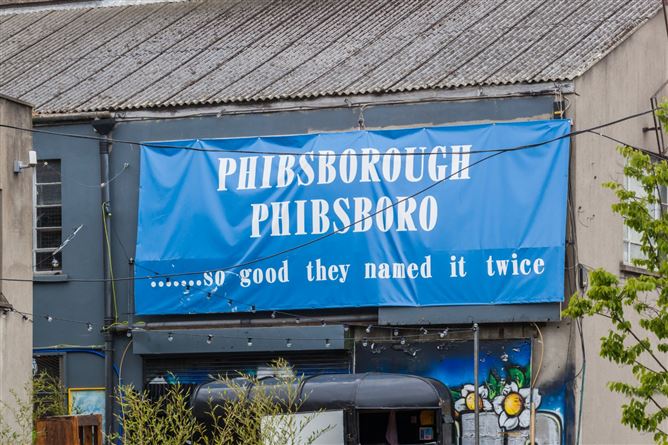 PHIBSBOROUGH
PHIBSBORO
.......so good they named it twice